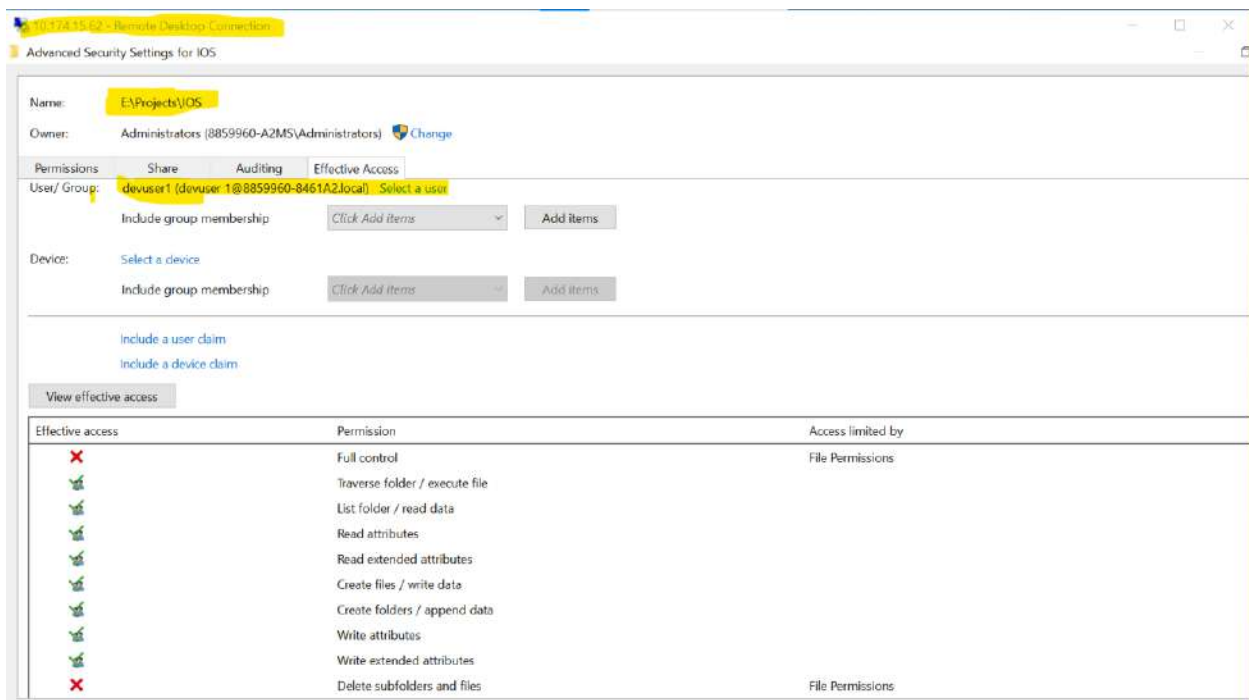 10.174.15.62 - Remote Desktop Connection
Advanced Security Settings for IOS
Name: E:\Projects\IOS
Owner: Administrators (8859960-A2MS\Administrators) Change
Permissions Share Auditing Effective Access
User/ Group: devuser1 (devuser 1@8859960-8461A2.local) Select a user
Include group membership Click Add items Add items
Device: Select a device
Include group membership Click Add items Add items
Include a user claim
Include a device claim
View effective access
Effective access Permission Access limited by
Full control File Permissions
Traverse folder / execute file
List folder / read data
Read attributes
Read extended attributes
Create files / write data
Create folders / append data
Write attributes
Write extended attributes
Delete subfolders and files File Permissions